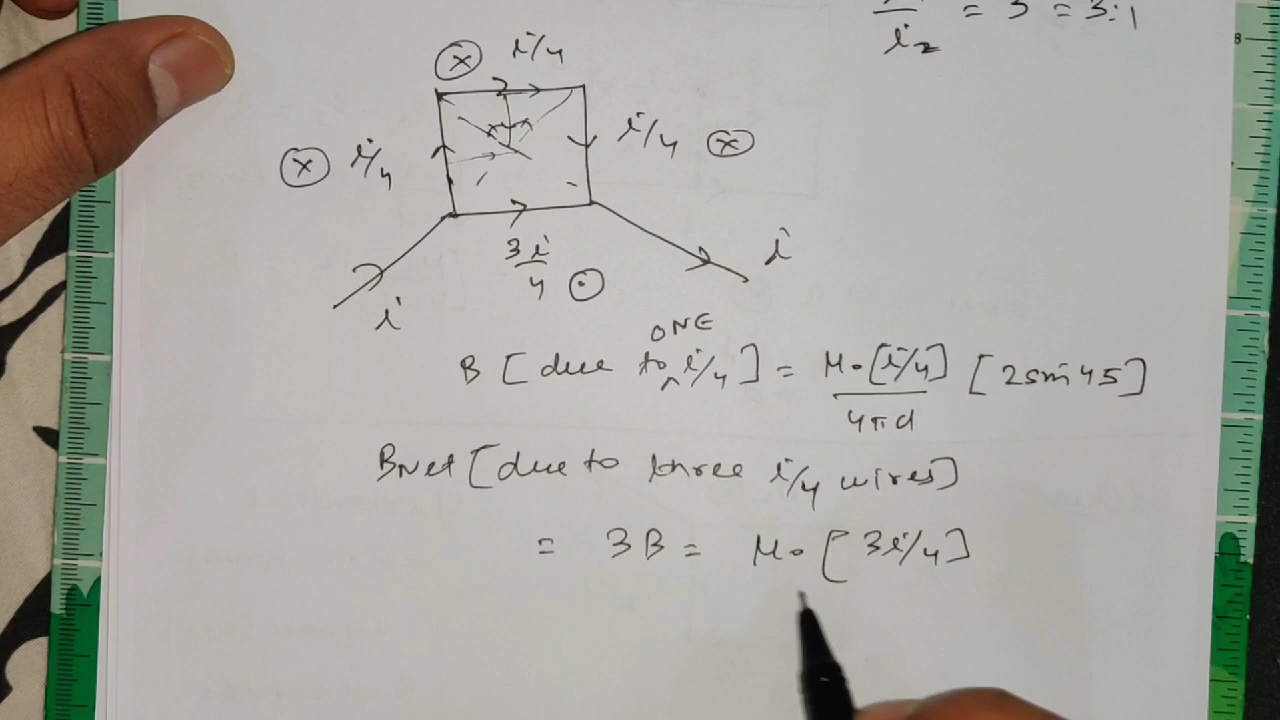 /i₂ = 3 = 3:1
8
ⓧ i/4
ⓧ i/4
i/4 ⓧ
3i/4 ⊙
i
i
ONE
B [due to ^ i/4] = μ₀[i/4]/4πd [2sin45]
BNet [due to three i/4 wires]
= 3B = μ₀[3i/4]